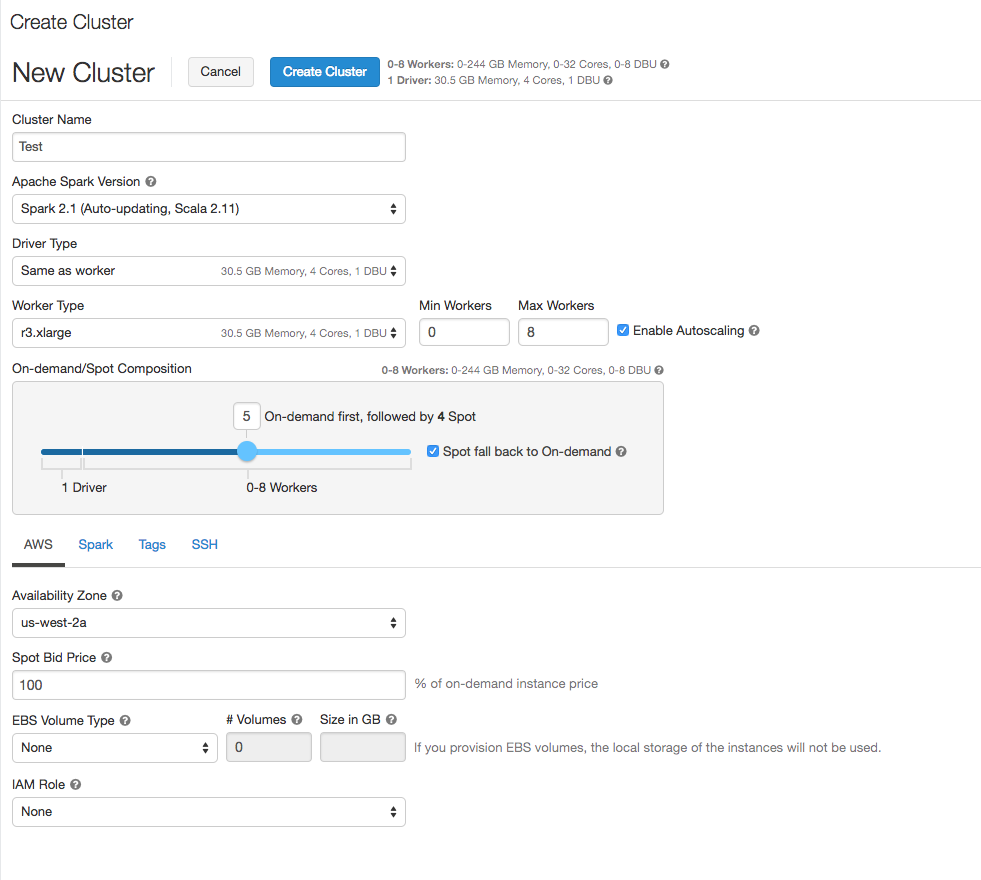 Create Cluster
New Cluster
Cancel
Create Cluster
0-8 Workers: 0-244 GB Memory, 0-32 Cores, 0-8 DBU ?
1 Driver: 30.5 GB Memory, 4 Cores, 1 DBU ?
Cluster Name
Test
Apache Spark Version ?
Spark 2.1 (Auto-updating, Scala 2.11)
Driver Type
Same as worker 30.5 GB Memory, 4 Cores, 1 DBU
Worker Type Min Workers Max Workers
r3.xlarge 30.5 GB Memory, 4 Cores, 1 DBU 0 8 Enable Autoscaling ?
On-demand/Spot Composition 0-8 Workers: 0-244 GB Memory, 0-32 Cores, 0-8 DBU ?
5 On-demand first, followed by 4 Spot
Spot fall back to On-demand ?
1 Driver 0-8 Workers
AWS Spark Tags SSH
Availability Zone ?
us-west-2a
Spot Bid Price ?
100 % of on-demand instance price
EBS Volume Type ? # Volumes ? Size in GB ?
None 0 If you provision EBS volumes, the local storage of the instances will not be used.
IAM Role ?
None